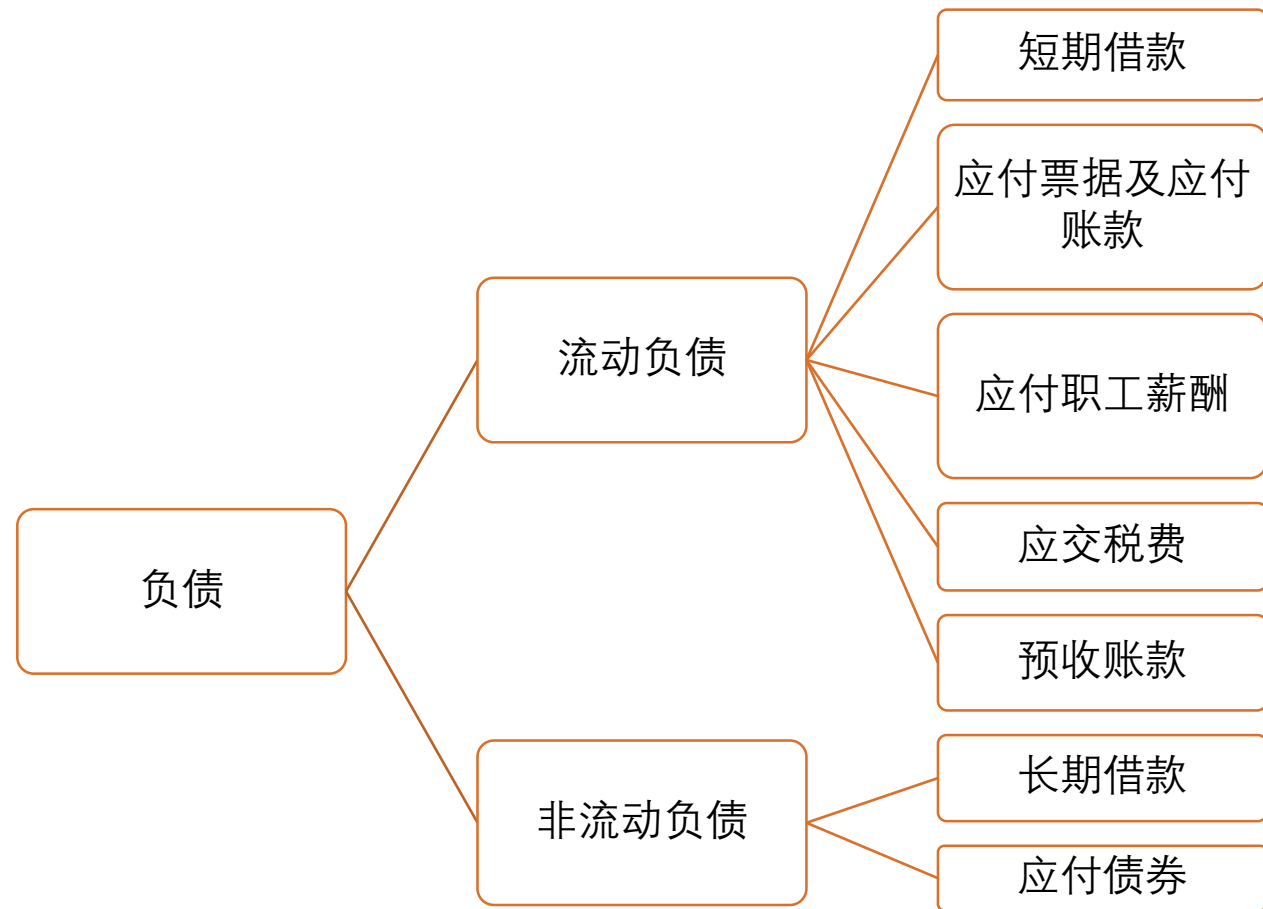 短期借款
应付票据及应付
账款
流动负债
应付职工薪酬
应交税费
负债
预收账款
长期借款
非流动负债
应付债券